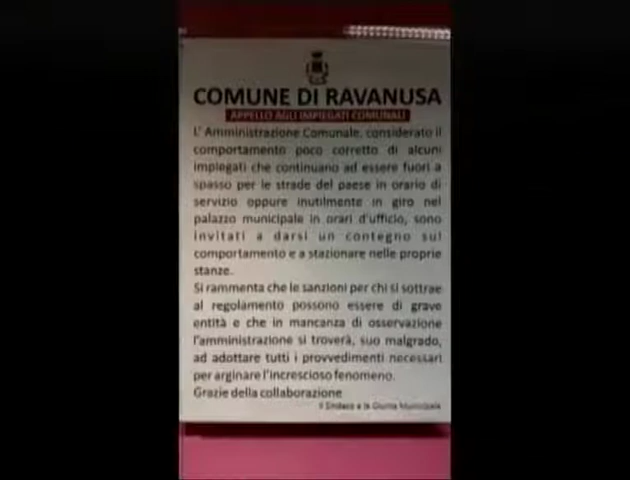 COMUNE DI RAVANUSA
APPELLO AGLI IMPIEGATI COMUNALI
L' Amministrazione Comunale, considerato il
comportamento poco corretto di alcuni
impiegati che continuano ad essere fuori a
spasso per le strade del paese in orario di
servizio oppure inutilmente in giro nel
palazzo municipale in orari d'ufficio, sono
invitati a darsi un contegno sul
comportamento e a stazionare nelle proprie
stanze.
Si rammenta che le sanzioni per chi si sottrae
al regolamento possono essere di grave
entità e che in mancanza di osservazione
l'amministrazione si troverà, suo malgrado,
ad adottare tutti i provvedimenti necessari
per arginare l'increscioso fenomeno.
Grazie della collaborazione
Il Sindaco e la Giunta Municipale